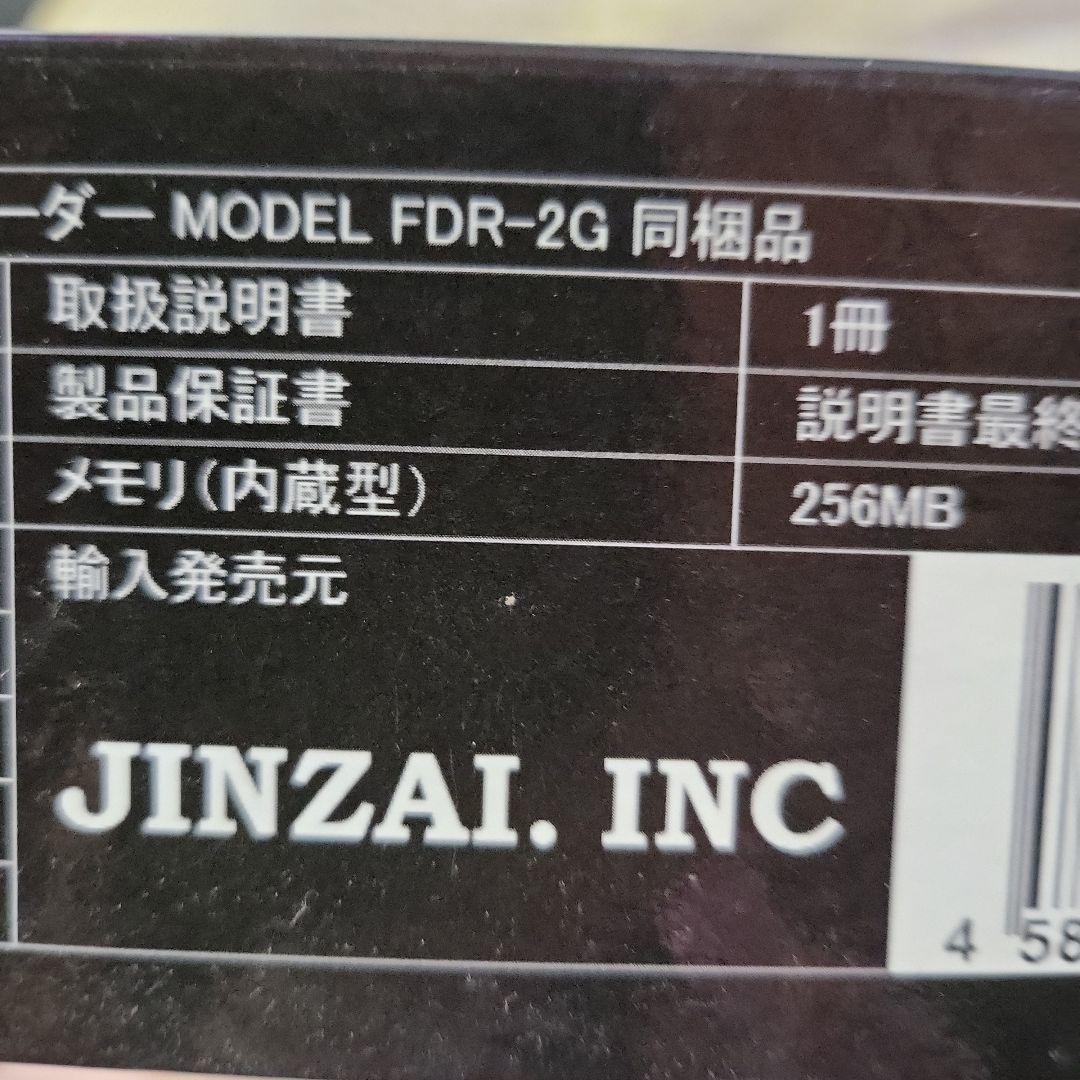 ーダー MODEL FDR-2G 同梱品
取扱説明書 1冊
製品保証書 説明書最終
メモリ(内蔵型) 256MB
輸入発売元
JINZAI. INC
4 58